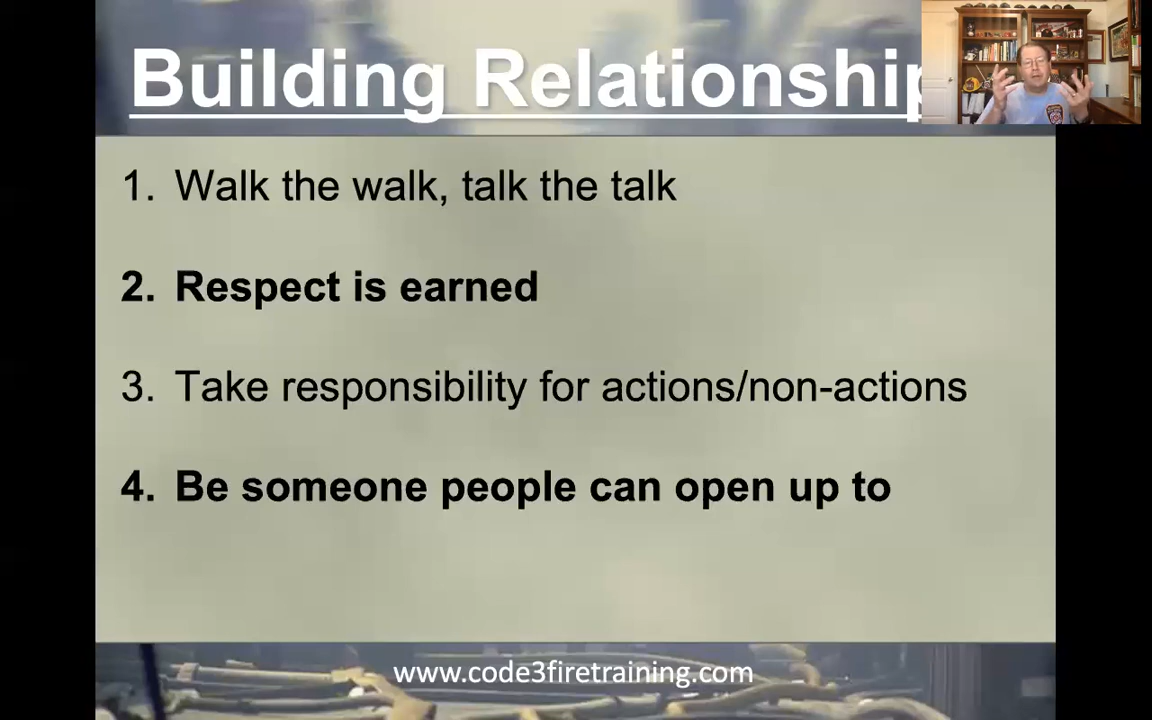 Building Relationship
1. Walk the walk, talk the talk
2. Respect is earned
3. Take responsibility for actions/non-actions
4. Be someone people can open up to
www.code3firetraining.com